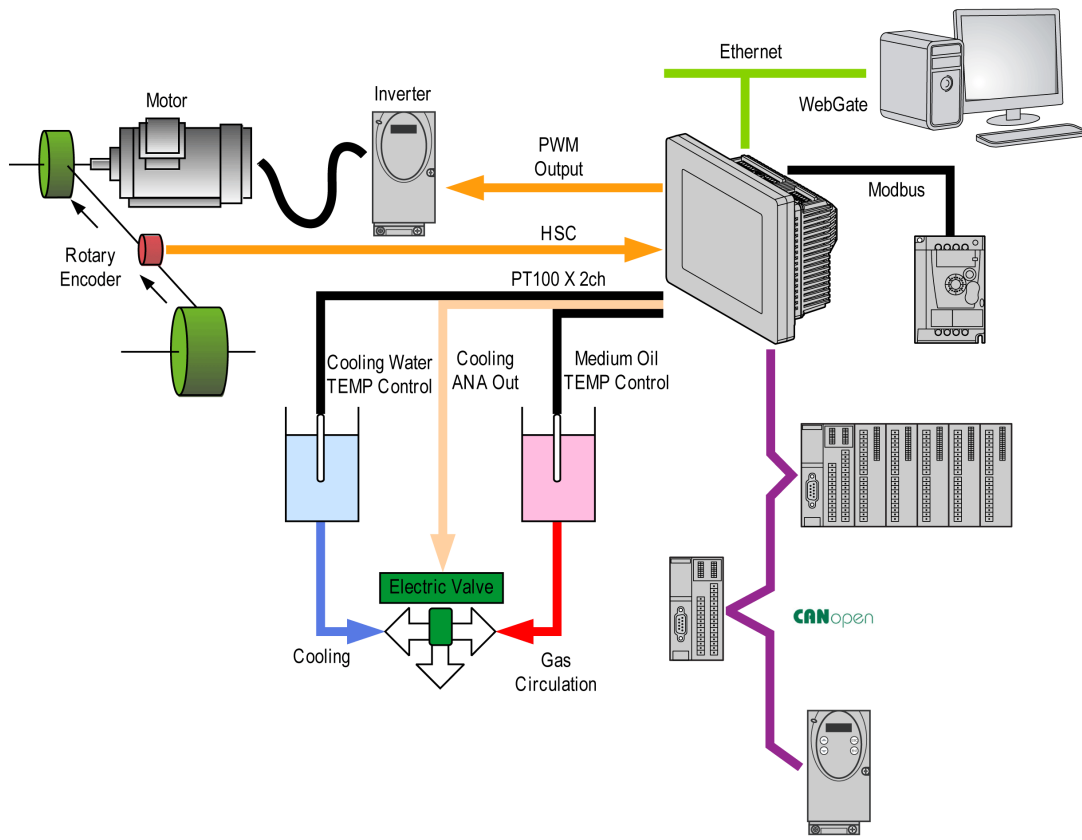 Ethernet
WebGate
Motor
Inverter
PWM
Output
Modbus
HSC
Rotary
Encoder
PT100 X 2ch
Cooling Water
TEMP Control
Cooling
ANA Out
Medium Oil
TEMP Control
Electric Valve
Cooling
Gas
Circulation
CANopen